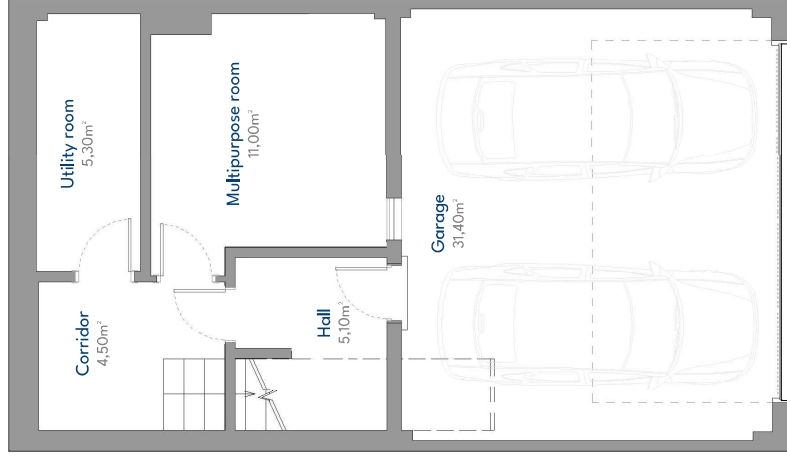 Utility room
5,30m²
Multipurpose room
11,00m²
Garage
31,40m²
Corridor
4,50m²
Hall
5,10m²